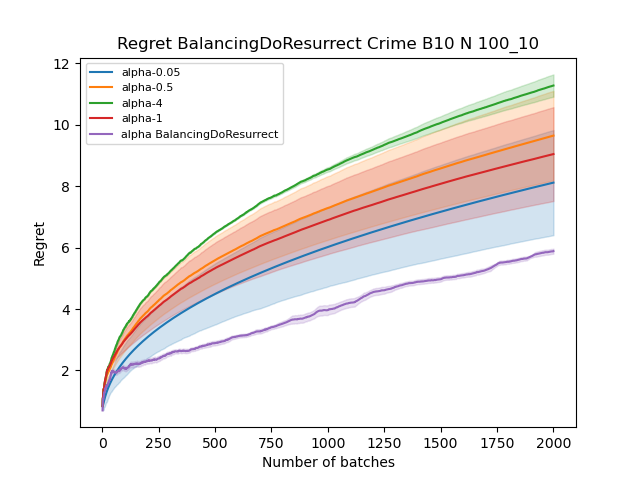 Regret BalancingDoResurrect Crime B10 N 100_10
alpha-0.05
alpha-0.5
alpha-4
alpha-1
alpha BalancingDoResurrect
12
10
8
6
4
2
Regret
0 250 500 750 1000 1250 1500 1750 2000
Number of batches